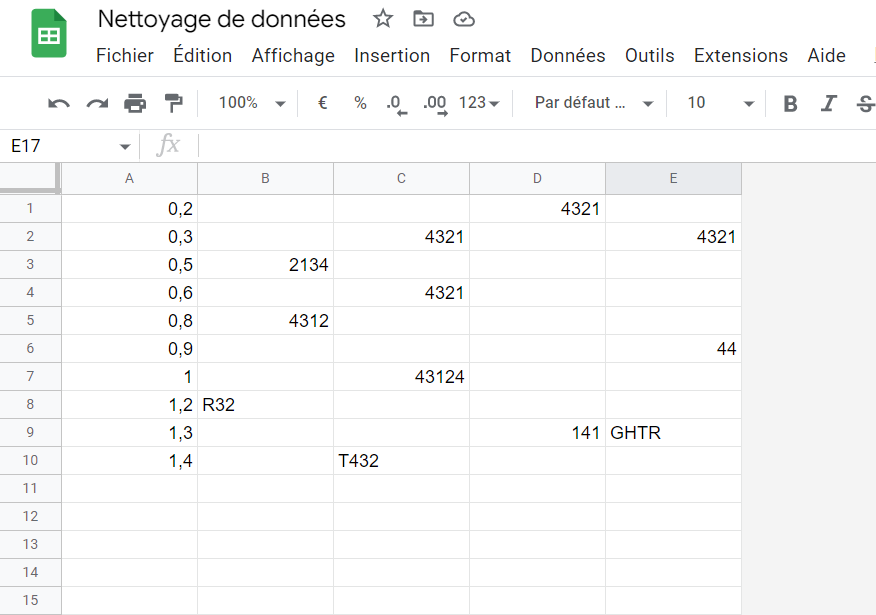 Nettoyage de données
Fichier Édition Affichage Insertion Format Données Outils Extensions Aide
100% € % .0 .00 123 Par défaut ... 10 B I S
E17 fx
A B C D E
1 0,2 4321
2 0,3 4321 4321
3 0,5 2134
4 0,6 4321
5 0,8 4312
6 0,9 44
7 1 43124
8 1,2 R32
9 1,3 141 GHTR
10 1,4 T432
11
12
13
14
15